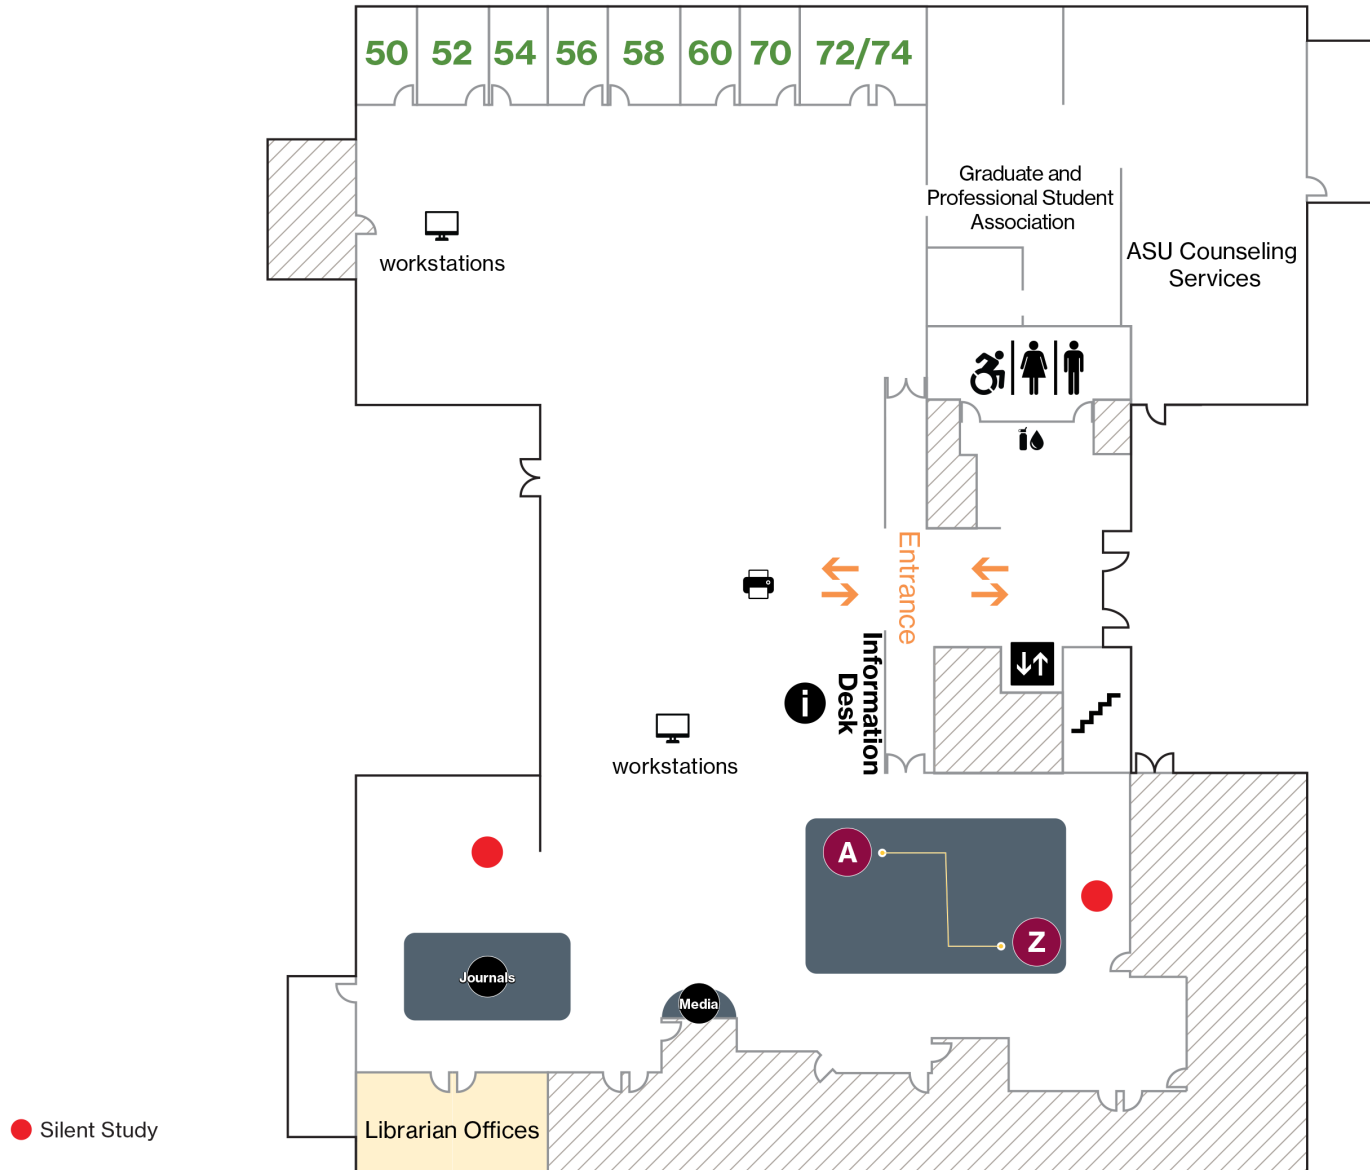 50 52 54 56 58 60 70 72/74
Graduate and
Professional Student
Association
ASU Counseling
Services
workstations
Entrance
Information
Desk
i
workstations
A
Z
Journals
Media
Librarian Offices
Silent Study